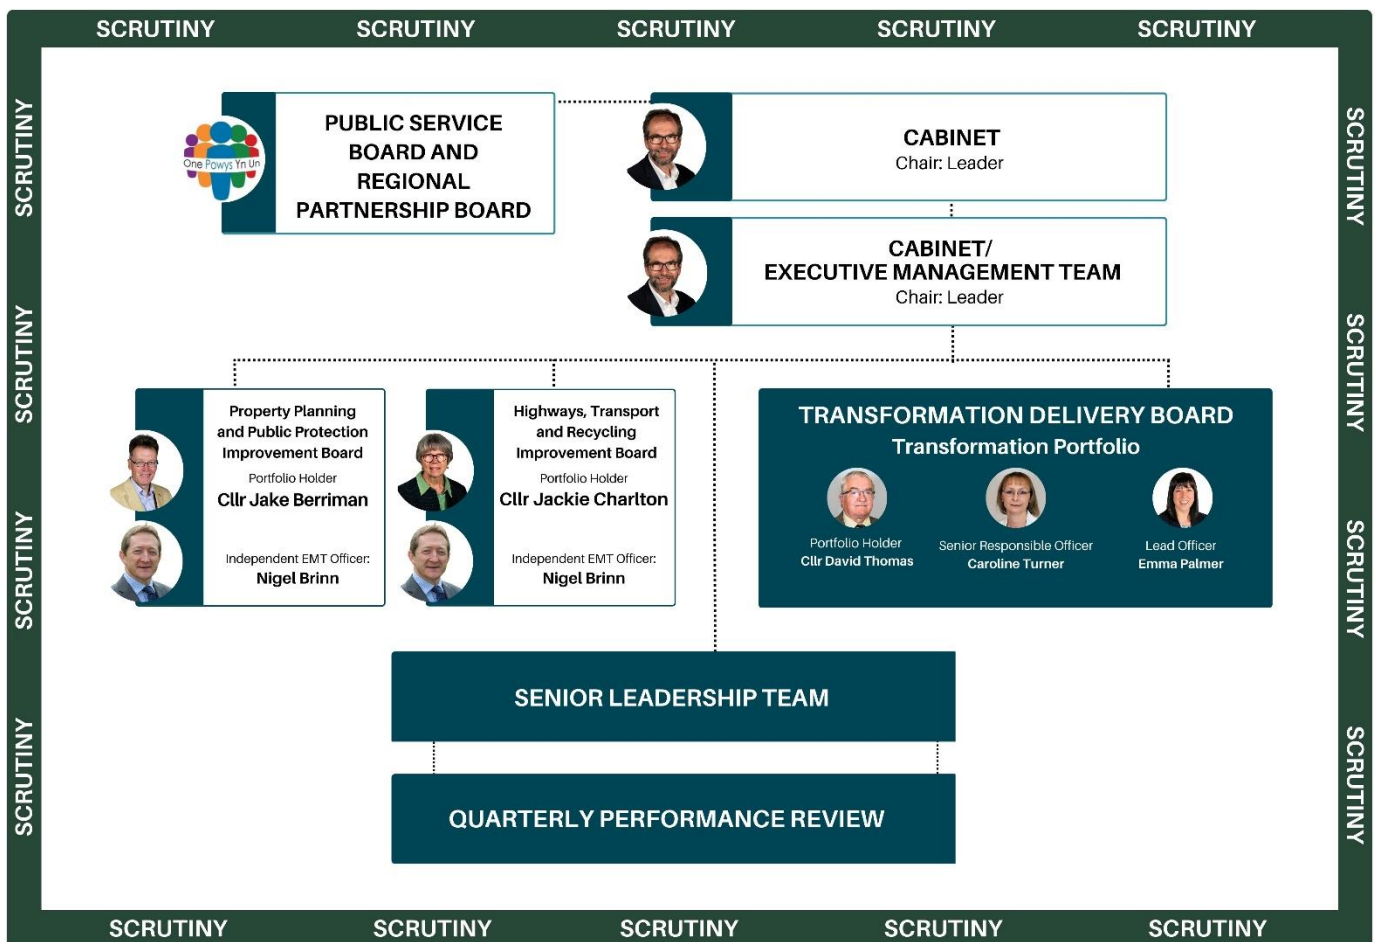 SCRUTINY SCRUTINY SCRUTINY SCRUTINY SCRUTINY
SCRUTINY
SCRUTINY
SCRUTINY
SCRUTINY
One Powys Yn Un
PUBLIC SERVICE
BOARD AND
REGIONAL
PARTNERSHIP BOARD
CABINET
Chair: Leader
CABINET/
EXECUTIVE MANAGEMENT TEAM
Chair: Leader
Property Planning
and Public Protection
Improvement Board
Portfolio Holder
Cllr Jake Berriman
Independent EMT Officer:
Nigel Brinn
Highways, Transport
and Recycling
Improvement Board
Portfolio Holder
Cllr Jackie Charlton
Independent EMT Officer:
Nigel Brinn
TRANSFORMATION DELIVERY BOARD
Transformation Portfolio
Portfolio Holder
Cllr David Thomas
Senior Responsible Officer
Caroline Turner
Lead Officer
Emma Palmer
SENIOR LEADERSHIP TEAM
QUARTERLY PERFORMANCE REVIEW
SCRUTINY
SCRUTINY
SCRUTINY
SCRUTINY
SCRUTINY SCRUTINY SCRUTINY SCRUTINY SCRUTINY